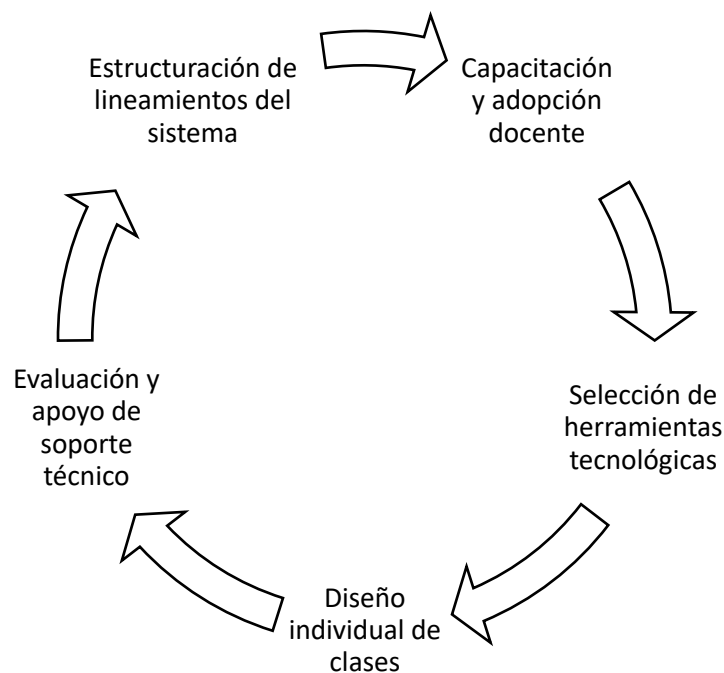 Estructuración de
lineamientos del
sistema
Capacitación
y adopción
docente
Selección de
herramientas
tecnológicas
Diseño
individual de
clases
Evaluación y
apoyo de
soporte
técnico